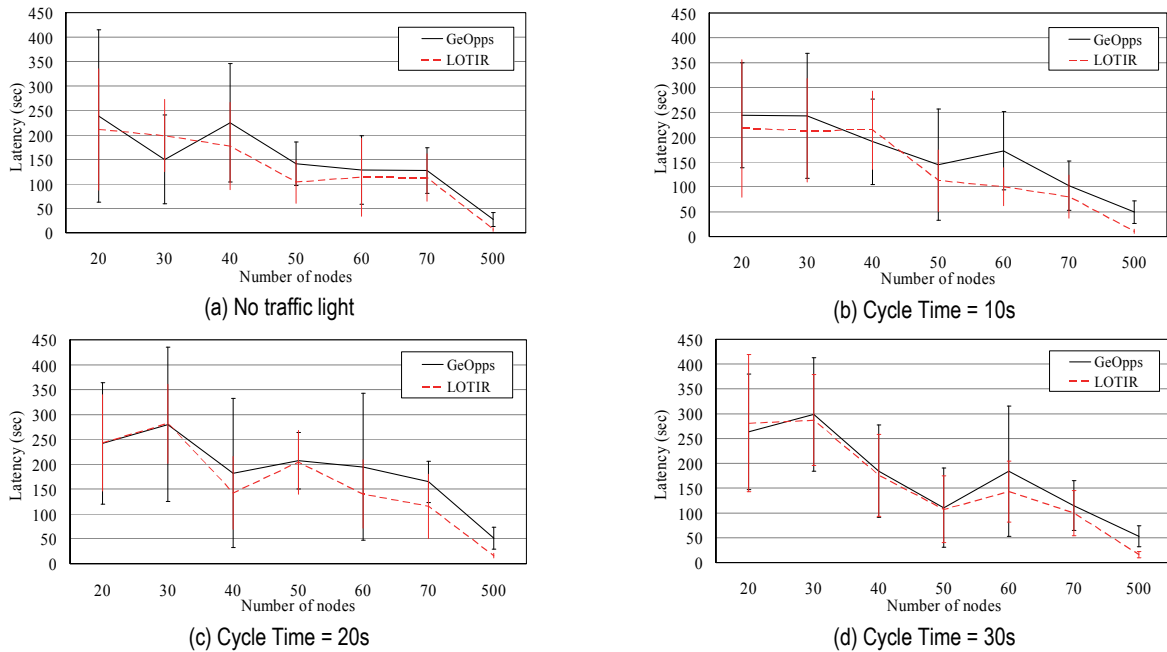 450
400
350
300
250
200
150
100
50
0
Latency (sec)
GeOpps
LOTIR
20 30 40 50 60 70 500
Number of nodes
(a) No traffic light
450
400
350
300
250
200
150
100
50
0
Latency (sec)
GeOpps
LOTIR
20 30 40 50 60 70 500
Number of nodes
(b) Cycle Time = 10s
450
400
350
300
250
200
150
100
50
0
Latency (sec)
GeOpps
LOTIR
20 30 40 50 60 70 500
Number of nodes
(c) Cycle Time = 20s
450
400
350
300
250
200
150
100
50
0
Latency (sec)
GeOpps
LOTIR
20 30 40 50 60 70 500
Number of nodes
(d) Cycle Time = 30s